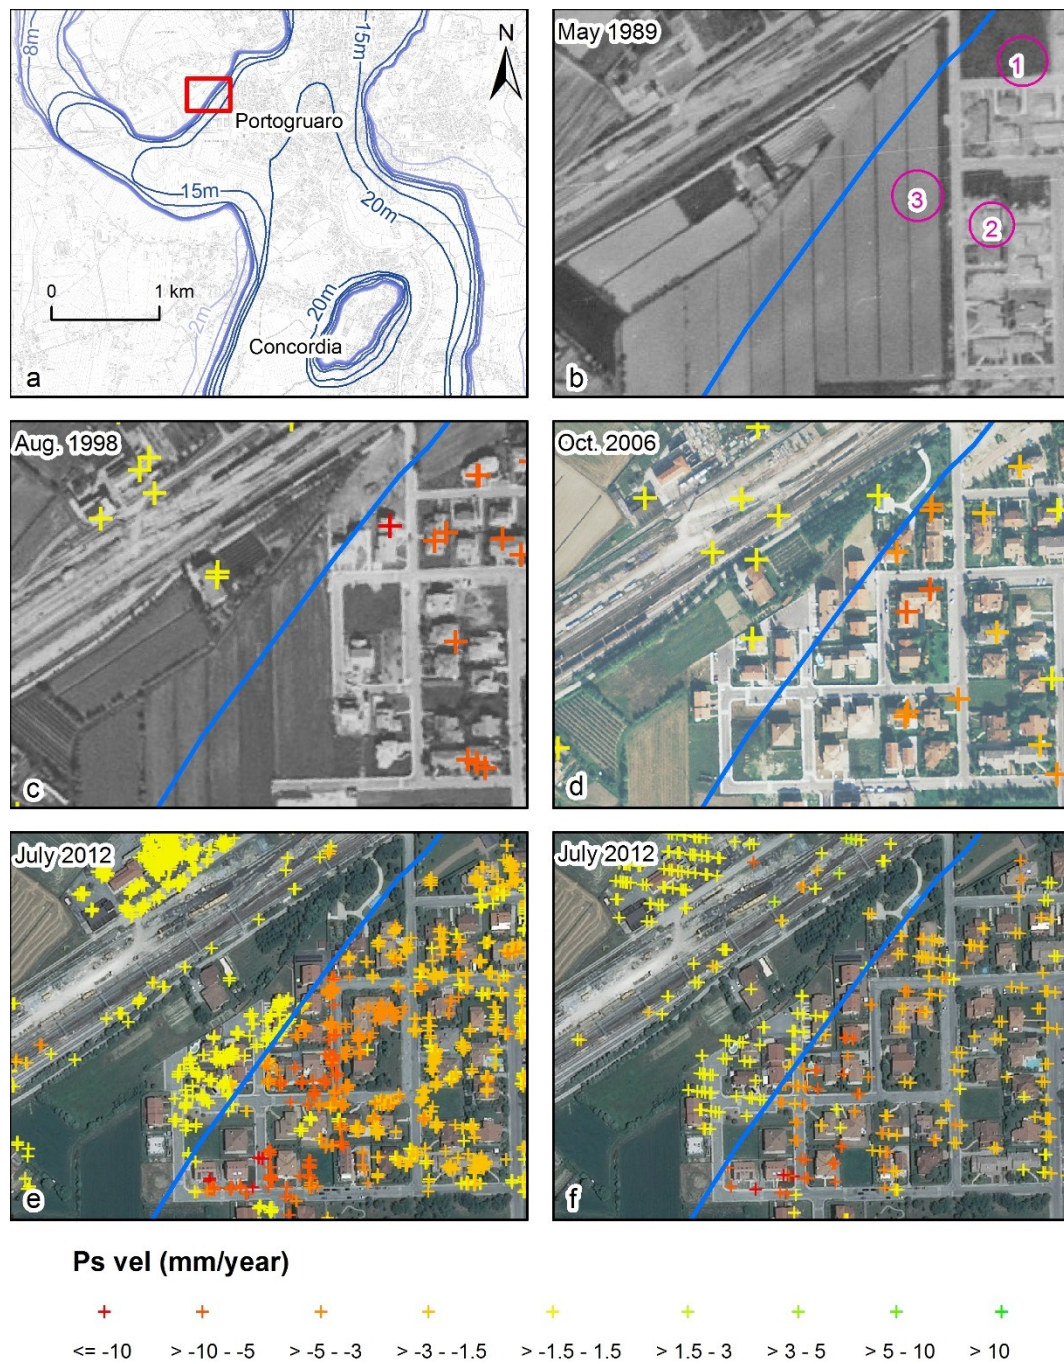 8m
15m
N
Portogruaro
15m
20m
0 1 km
2m
20m
Concordia
a
May 1989
1
3
2
b
Aug. 1998
c
Oct. 2006
d
July 2012
e
July 2012
f
Ps vel (mm/year)
<= -10 > -10 - -5 > -5 - -3 > -3 - -1.5 > -1.5 - 1.5 > 1.5 - 3 > 3 - 5 > 5 - 10 > 10